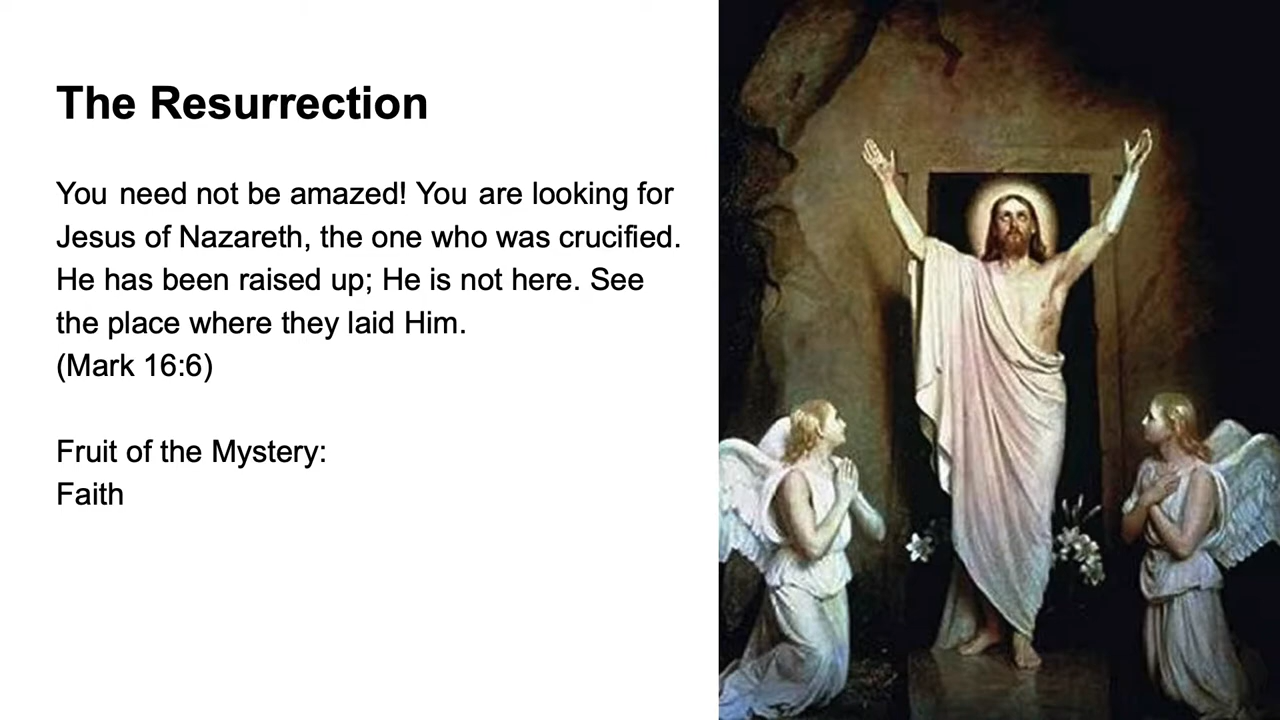 The Resurrection
You need not be amazed! You are looking for
Jesus of Nazareth, the one who was crucified.
He has been raised up; He is not here. See
the place where they laid Him.
(Mark 16:6)
Fruit of the Mystery:
Faith